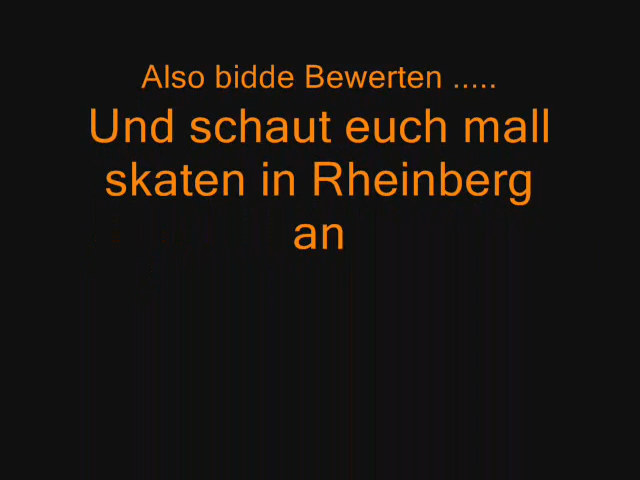 Also bidde Bewerten .....
Und schaut euch mall
skaten in Rheinberg
an